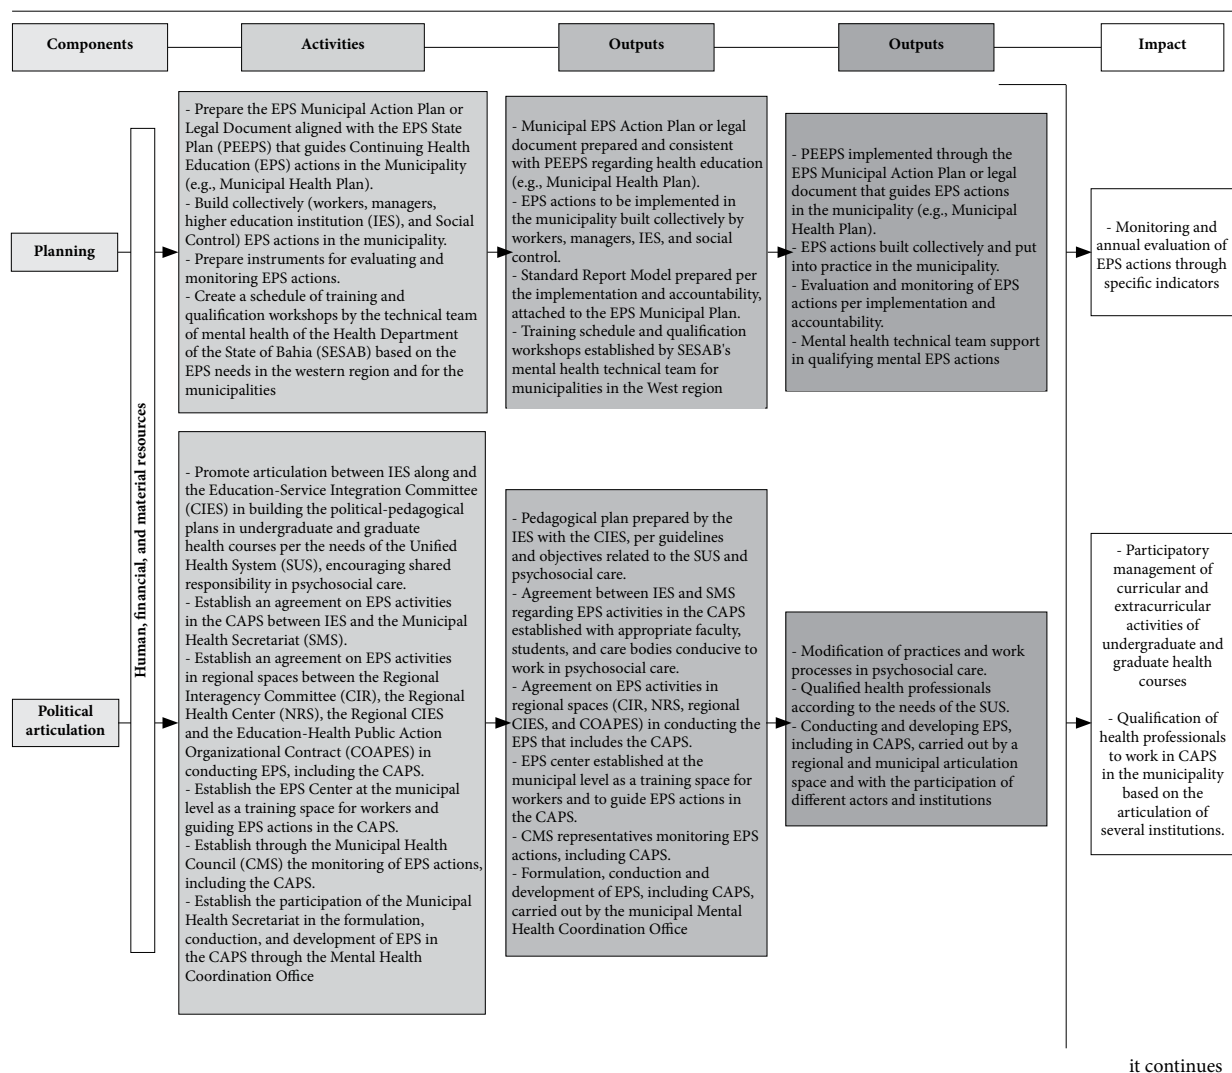 Components
Activities
Outputs
Outputs
Impact
Human, financial, and material resources
Planning
- Prepare the EPS Municipal Action Plan or
Legal Document aligned with the EPS State
Plan (PEEPS) that guides Continuing Health
Education (EPS) actions in the Municipality
(e.g., Municipal Health Plan).
- Build collectively (workers, managers,
higher education institution (IES), and Social
Control) EPS actions in the municipality.
- Prepare instruments for evaluating and
monitoring EPS actions.
- Create a schedule of training and
qualification workshops by the technical team
of mental health of the Health Department
of the State of Bahia (SESAB) based on the
EPS needs in the western region and for the
municipalities
- Municipal EPS Action Plan or legal
document prepared and consistent
with PEEPS regarding health education
(e.g., Municipal Health Plan).
- EPS actions to be implemented in
the municipality built collectively by
workers, managers, IES, and social
control.
- Standard Report Model prepared per
the implementation and accountability,
attached to the EPS Municipal Plan.
- Training schedule and qualification
workshops established by SESAB's
mental health technical team for
municipalities in the West region
- PEEPS implemented through the
EPS Municipal Action Plan or legal
document that guides EPS actions
in the municipality (e.g., Municipal
Health Plan).
- EPS actions built collectively and put
into practice in the municipality.
- Evaluation and monitoring of EPS
actions per implementation and
accountability.
- Mental health technical team support
in qualifying mental EPS actions
- Monitoring and
annual evaluation of
EPS actions through
specific indicators
Political
articulation
- Promote articulation between IES along and
the Education-Service Integration Committee
(CIES) in building the political-pedagogical
plans in undergraduate and graduate
health courses per the needs of the Unified
Health System (SUS), encouraging shared
responsibility in psychosocial care.
- Establish an agreement on EPS activities
in the CAPS between IES and the Municipal
Health Secretariat (SMS).
- Establish an agreement on EPS activities
in regional spaces between the Regional
Interagency Committee (CIR), the Regional
Health Center (NRS), the Regional CIES
and the Education-Health Public Action
Organizational Contract (COAPES) in
conducting EPS, including the CAPS.
- Establish the EPS Center at the municipal
level as a training space for workers and
guiding EPS actions in the CAPS.
- Establish through the Municipal Health
Council (CMS) the monitoring of EPS actions,
including the CAPS.
- Establish the participation of the Municipal
Health Secretariat in the formulation,
conduction, and development of EPS in
the CAPS through the Mental Health
Coordination Office
- Pedagogical plan prepared by the
IES with the CIES, per guidelines
and objectives related to the SUS and
psychosocial care.
- Agreement between IES and SMS
regarding EPS activities in the CAPS
established with appropriate faculty,
students, and care bodies conducive to
work in psychosocial care.
- Agreement on EPS activities in
regional spaces (CIR, NRS, regional
CIES, and COAPES) in conducting the
EPS that includes the CAPS.
- EPS center established at the
municipal level as a training space for
workers and to guide EPS actions in
the CAPS.
- CMS representatives monitoring EPS
actions, including CAPS.
- Formulation, conduction and
development of EPS, including CAPS,
carried out by the municipal Mental
Health Coordination Office
- Modification of practices and work
processes in psychosocial care.
- Qualified health professionals
according to the needs of the SUS.
- Conducting and developing EPS,
including in CAPS, carried out by a
regional and municipal articulation
space and with the participation of
different actors and institutions
- Participatory
management of
curricular and
extracurricular
activities of
undergraduate and
graduate health
courses
- Qualification of
health professionals
to work in CAPS
in the municipality
based on the
articulation of
several institutions.
it continues